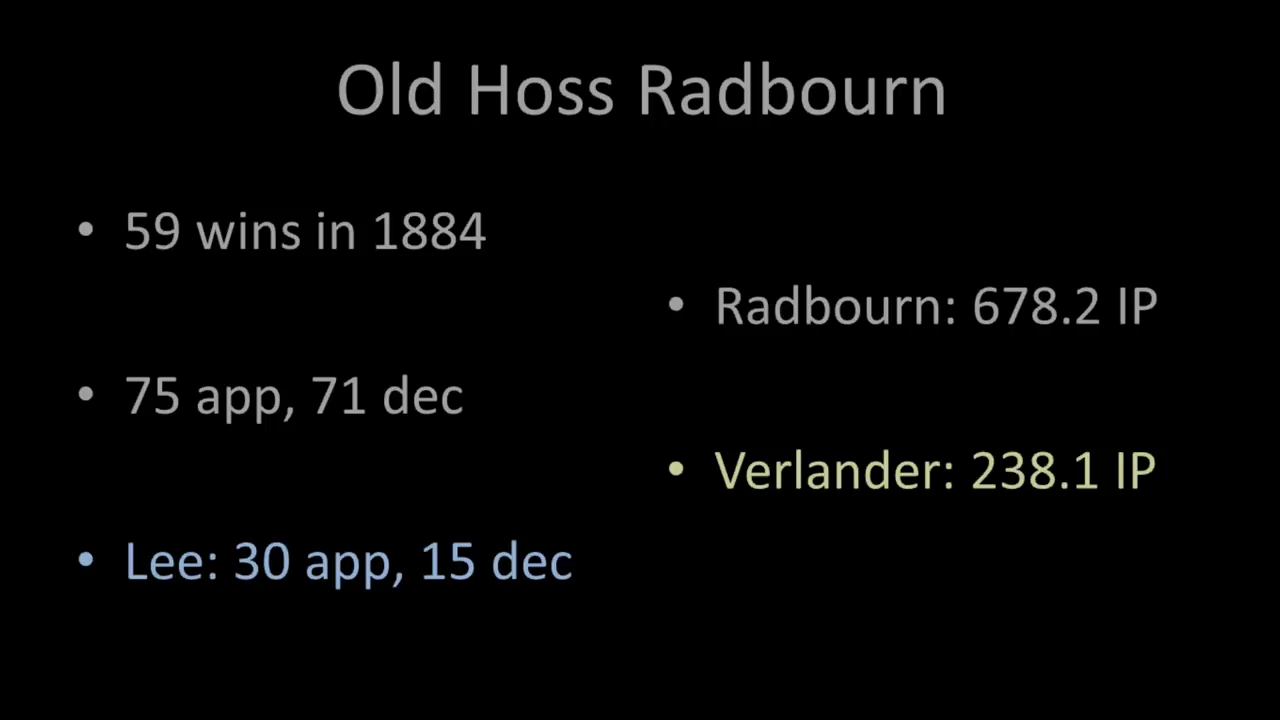 Old Hoss Radbourn
• 59 wins in 1884
• 75 app, 71 dec
• Lee: 30 app, 15 dec
• Radbourn: 678.2 IP
• Verlander: 238.1 IP